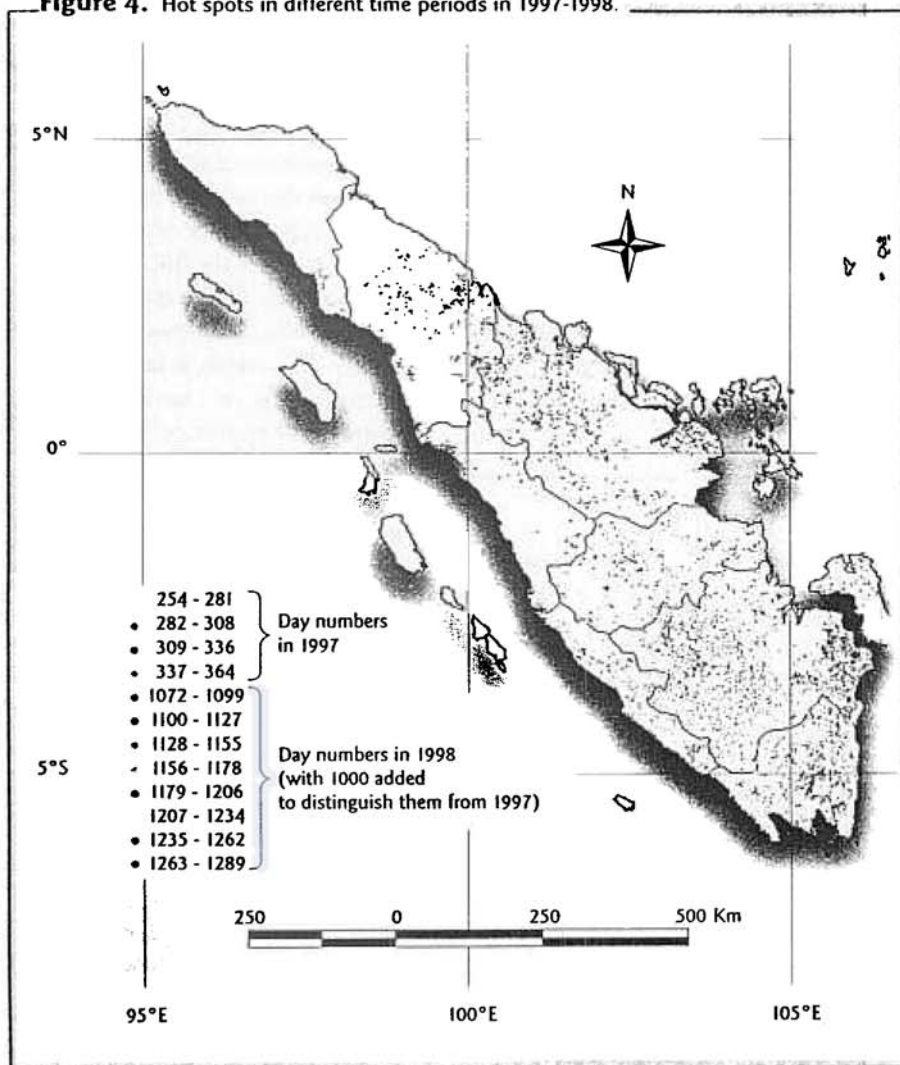 Figure 4. Hot spots in different time periods in 1997-1998.
5°N
N
0°
254 - 281
282 - 308
309 - 336
337 - 364
Day numbers
in 1997
1072 - 1099
1100 - 1127
1128 - 1155
1156 - 1178
1179 - 1206
1207 - 1234
1235 - 1262
1263 - 1289
Day numbers in 1998
(with 1000 added
to distinguish them from 1997)
5°S
250 0 250 500 Km
95°E 100°E 105°E